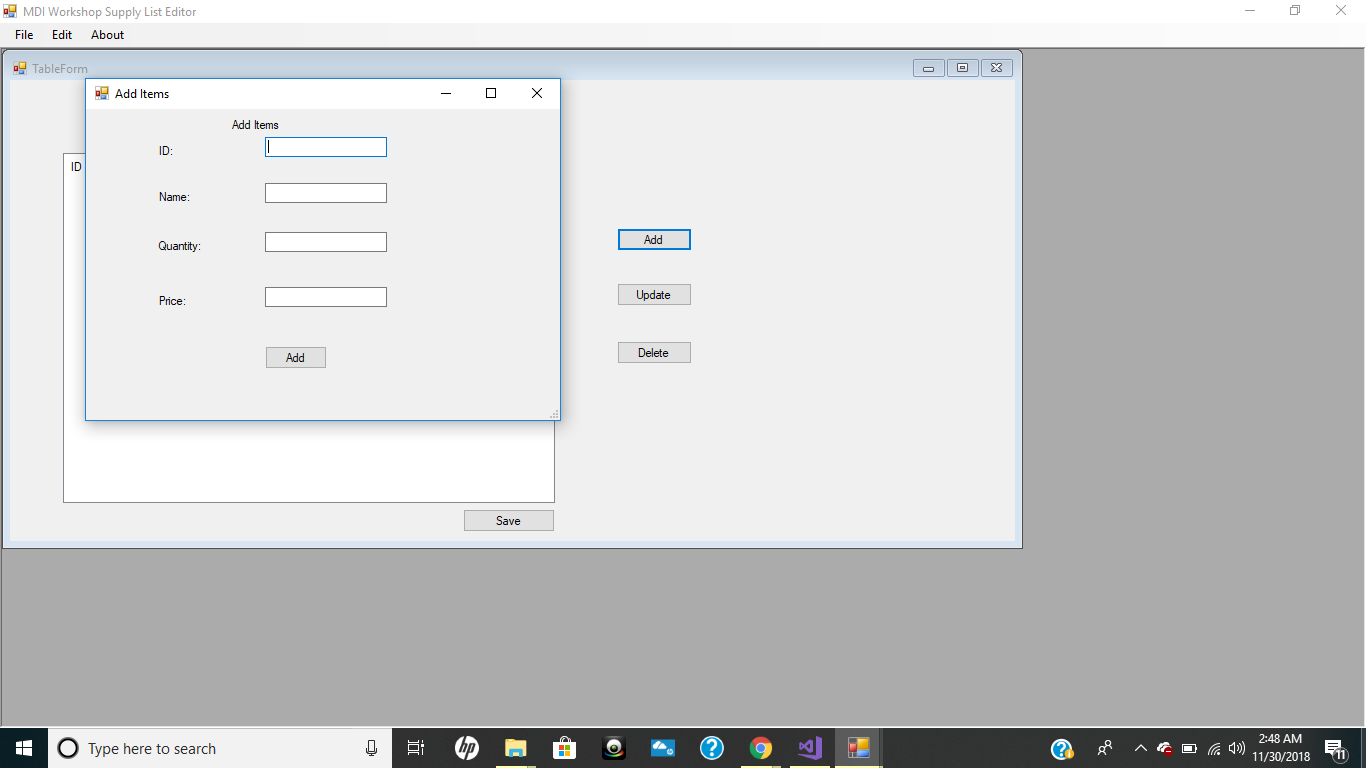 MDI Workshop Supply List Editor
File Edit About
TableForm
Add Items
Add Items
ID:
ID
Name:
Quantity:
Add
Update
Price:
Delete
Add
Save
Type here to search
hp
?
?
2:48 AM
11/30/2018
11